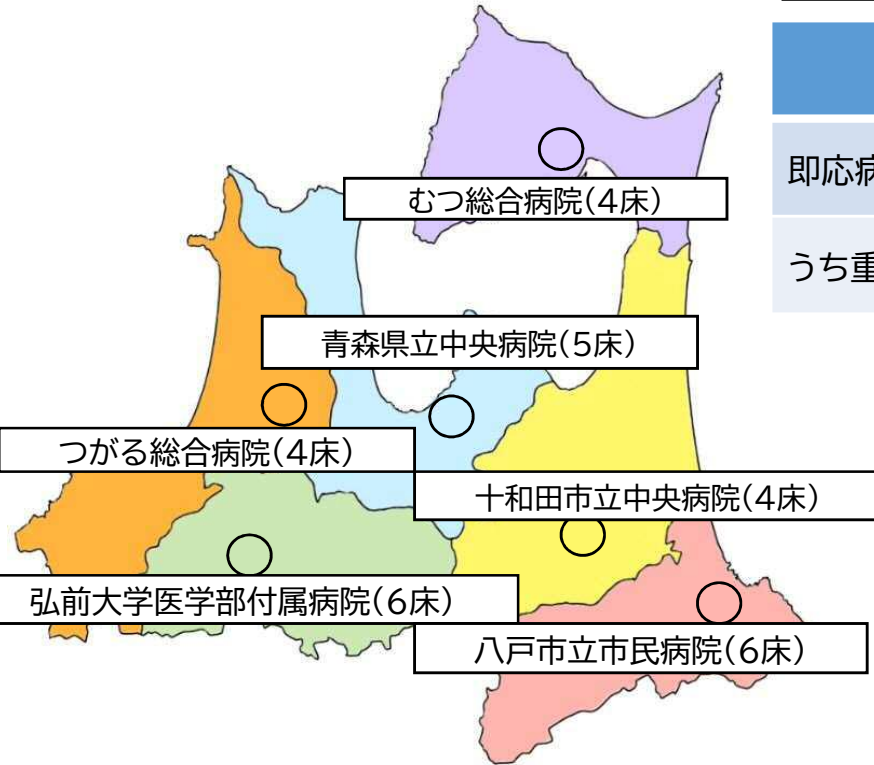 むつ総合病院(4床)
青森県立中央病院(5床)
つがる総合病院(4床)
十和田市立中央病院(4床)
弘前大学医学部付属病院(6床)
八戸市立市民病院(6床)
即応病
うち重